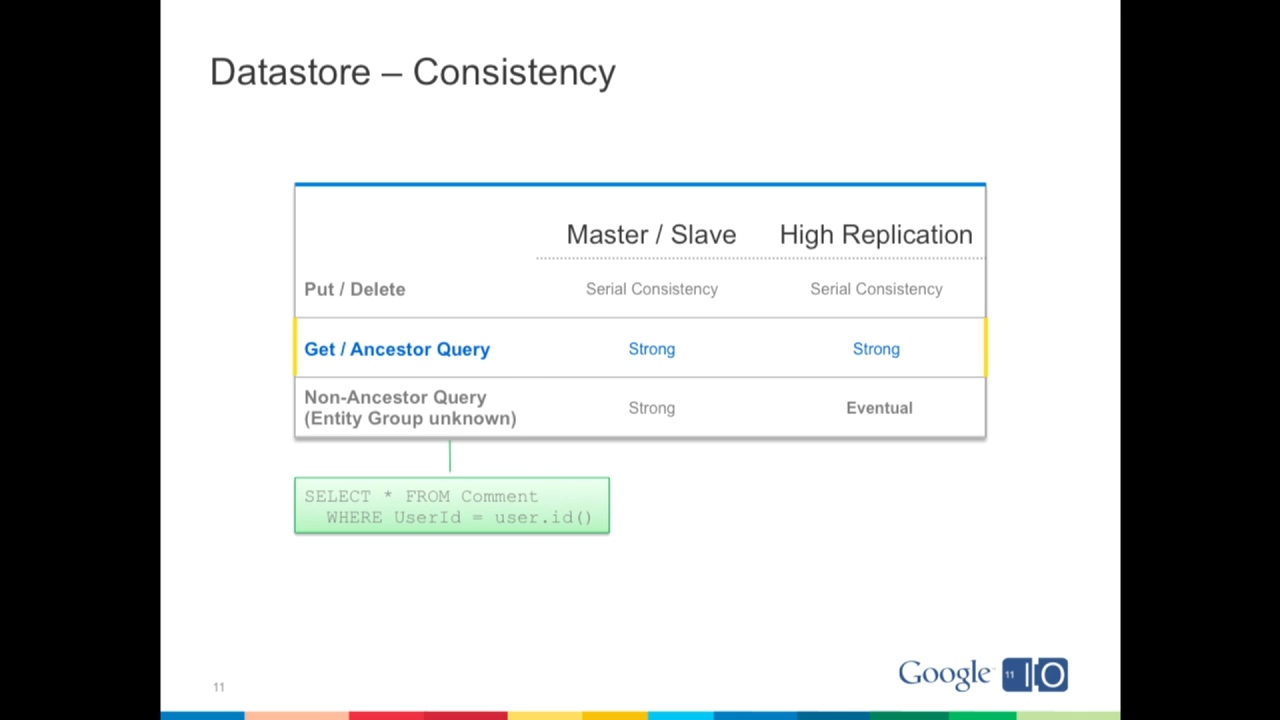 Datastore – Consistency
Master / Slave High Replication
Put / Delete Serial Consistency Serial Consistency
Get / Ancestor Query Strong Strong
Non-Ancestor Query
(Entity Group unknown) Strong Eventual
SELECT * FROM Comment
WHERE UserId = user.id()
11
Google 11 IO